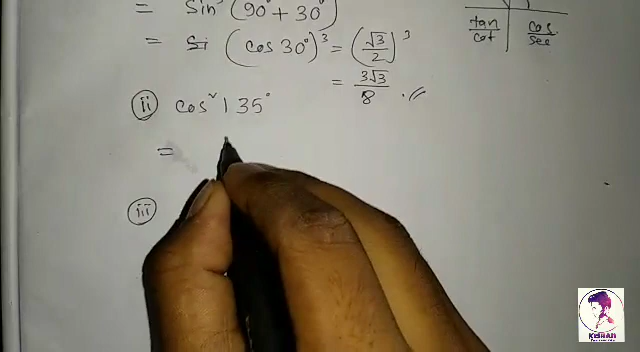 = sin³ (90° + 30°)
= si (cos 30°)³ = (√3/2)³
= 3√3/8
(ii) cos² 135°
=
(iii)
tan/cot | cos/sec